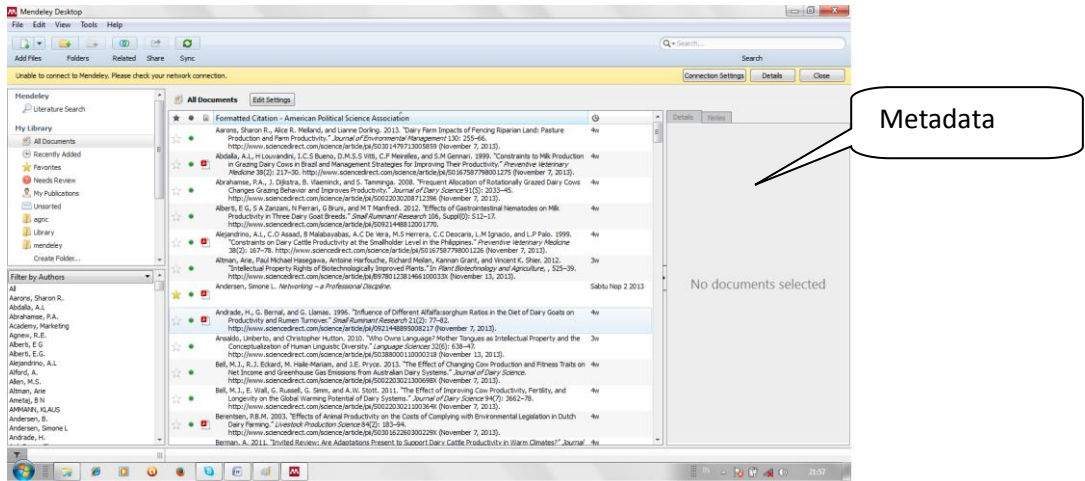 Mendeley Desktop
File Edit View Tools Help
Add Files Folders Related Share Sync
Search...
Search
Unable to connect to Mendeley. Please check your network connection.
Connection Settings Details Close
Mendeley
Literature Search
My Library
All Documents
Recently Added
Favorites
Needs Review
My Publications
Unsorted
agric
Library
mendeley
Create Folder...
Filter by Authors
All
Aarons, Sharon R.
Abdalla, A.L
Abrahamse, P.A.
Academy, Marketing
Agnew, R.E.
Alberti, E G
Alberti, E.G.
Alejandrino, A.L
Alford, A.
Allen, M.S.
Altman, Arie
Ametaj, B N
AMMANN, KLAUS
Andersen, B.
Andersen, Simone L
Andrade, H.
All Documents Edit Settings
Formatted Citation - American Political Science Association
Aarons, Sharon R., Alice R. Melland, and Lianne Dorling. 2013. "Dairy Farm Impacts of Fencing Riparian Land: Pasture 4w
Production and Farm Productivity." Journal of Environmental Management 130: 255–66.
http://www.sciencedirect.com/science/article/pii/S0301479713005859 (November 7, 2013).
Abdalla, A.L, H Louvandini, I.C.S Bueno, D.M.S.S Vitti, C.F Meirelles, and S.M Gennari. 1999. "Constraints to Milk Production 4w
in Grazing Dairy Cows in Brazil and Management Strategies for Improving Their Productivity." Preventive Veterinary
Medicine 38(2): 217–30. http://www.sciencedirect.com/science/article/pii/S0167587798001275 (November 7, 2013).
Abrahamse, P.A., J. Dijkstra, B. Vlaeminck, and S. Tamminga. 2008. "Frequent Allocation of Rotationally Grazed Dairy Cows 4w
Changes Grazing Behavior and Improves Productivity." Journal of Dairy Science 91(5): 2033–45.
http://www.sciencedirect.com/science/article/pii/S0022030208712396 (November 7, 2013).
Alberti, E G, S A Zanzani, N Ferrari, G Bruni, and M T Manfredi. 2012. "Effects of Gastrointestinal Nematodes on Milk 4w
Productivity in Three Dairy Goat Breeds." Small Ruminant Research 106, Suppl(0): S12–17.
http://www.sciencedirect.com/science/article/pii/S0921448812001770.
Alejandrino, A.L, C.O Asaad, B Malabayabas, A.C De Vera, M.S Herrera, C.C Deocaris, L.M Ignacio, and L.P Palo. 1999. 4w
"Constraints on Dairy Cattle Productivity at the Smallholder Level in the Philippines." Preventive Veterinary Medicine
38(2): 167–78. http://www.sciencedirect.com/science/article/pii/S0167587798001226 (November 7, 2013).
Altman, Arie, Paul Michael Hasegawa, Antoine Harfouche, Richard Meilan, Kannan Grant, and Vincent K. Shier. 2012. 3w
"Intellectual Property Rights of Biotechnologically Improved Plants." In Plant Biotechnology and Agriculture, , 525–39.
http://www.sciencedirect.com/science/article/pii/B978012381466100033X (November 13, 2013).
Andersen, Simone L. Networking – a Professional Discipline. Sabtu Nop 2 2013
Andrade, H., G. Bernal, and G. Llamas. 1996. "Influence of Different Alfalfa:sorghum Ratios in the Diet of Dairy Goats on 4w
Productivity and Rumen Turnover." Small Ruminant Research 21(2): 77–82.
http://www.sciencedirect.com/science/article/pii/0921448895008217 (November 7, 2013).
Ansaldo, Umberto, and Christopher Hutton. 2010. "Who Owns Language? Mother Tongues as Intellectual Property and the 3w
Conceptualization of Human Linguistic Diversity." Language Sciences 32(6): 638–47.
http://www.sciencedirect.com/science/article/pii/S0388000110000318 (November 13, 2013).
Bell, M.J., R.J. Eckard, M. Haile-Mariam, and J.E. Pryce. 2013. "The Effect of Changing Cow Production and Fitness Traits on 4w
Net Income and Greenhouse Gas Emissions from Australian Dairy Systems." Journal of Dairy Science.
http://www.sciencedirect.com/science/article/pii/S002203021300698X (November 7, 2013).
Bell, M.J., E. Wall, G. Russell, G. Simm, and A.W. Stott. 2011. "The Effect of Improving Cow Productivity, Fertility, and 4w
Longevity on the Global Warming Potential of Dairy Systems." Journal of Dairy Science 94(7): 3662–78.
http://www.sciencedirect.com/science/article/pii/S002203021100364X (November 7, 2013).
Berentsen, P.B.M. 2003. "Effects of Animal Productivity on the Costs of Complying with Environmental Legislation in Dutch 4w
Dairy Farming." Livestock Production Science 84(2): 183–94.
http://www.sciencedirect.com/science/article/pii/S030162260300229X (November 7, 2013).
Berman, A. 2011. "Invited Review: Are Adaptations Present to Support Dairy Cattle Productivity in Warm Climates?" Journal 4w
Details Notes
No documents selected
Metadata
IN
21:57